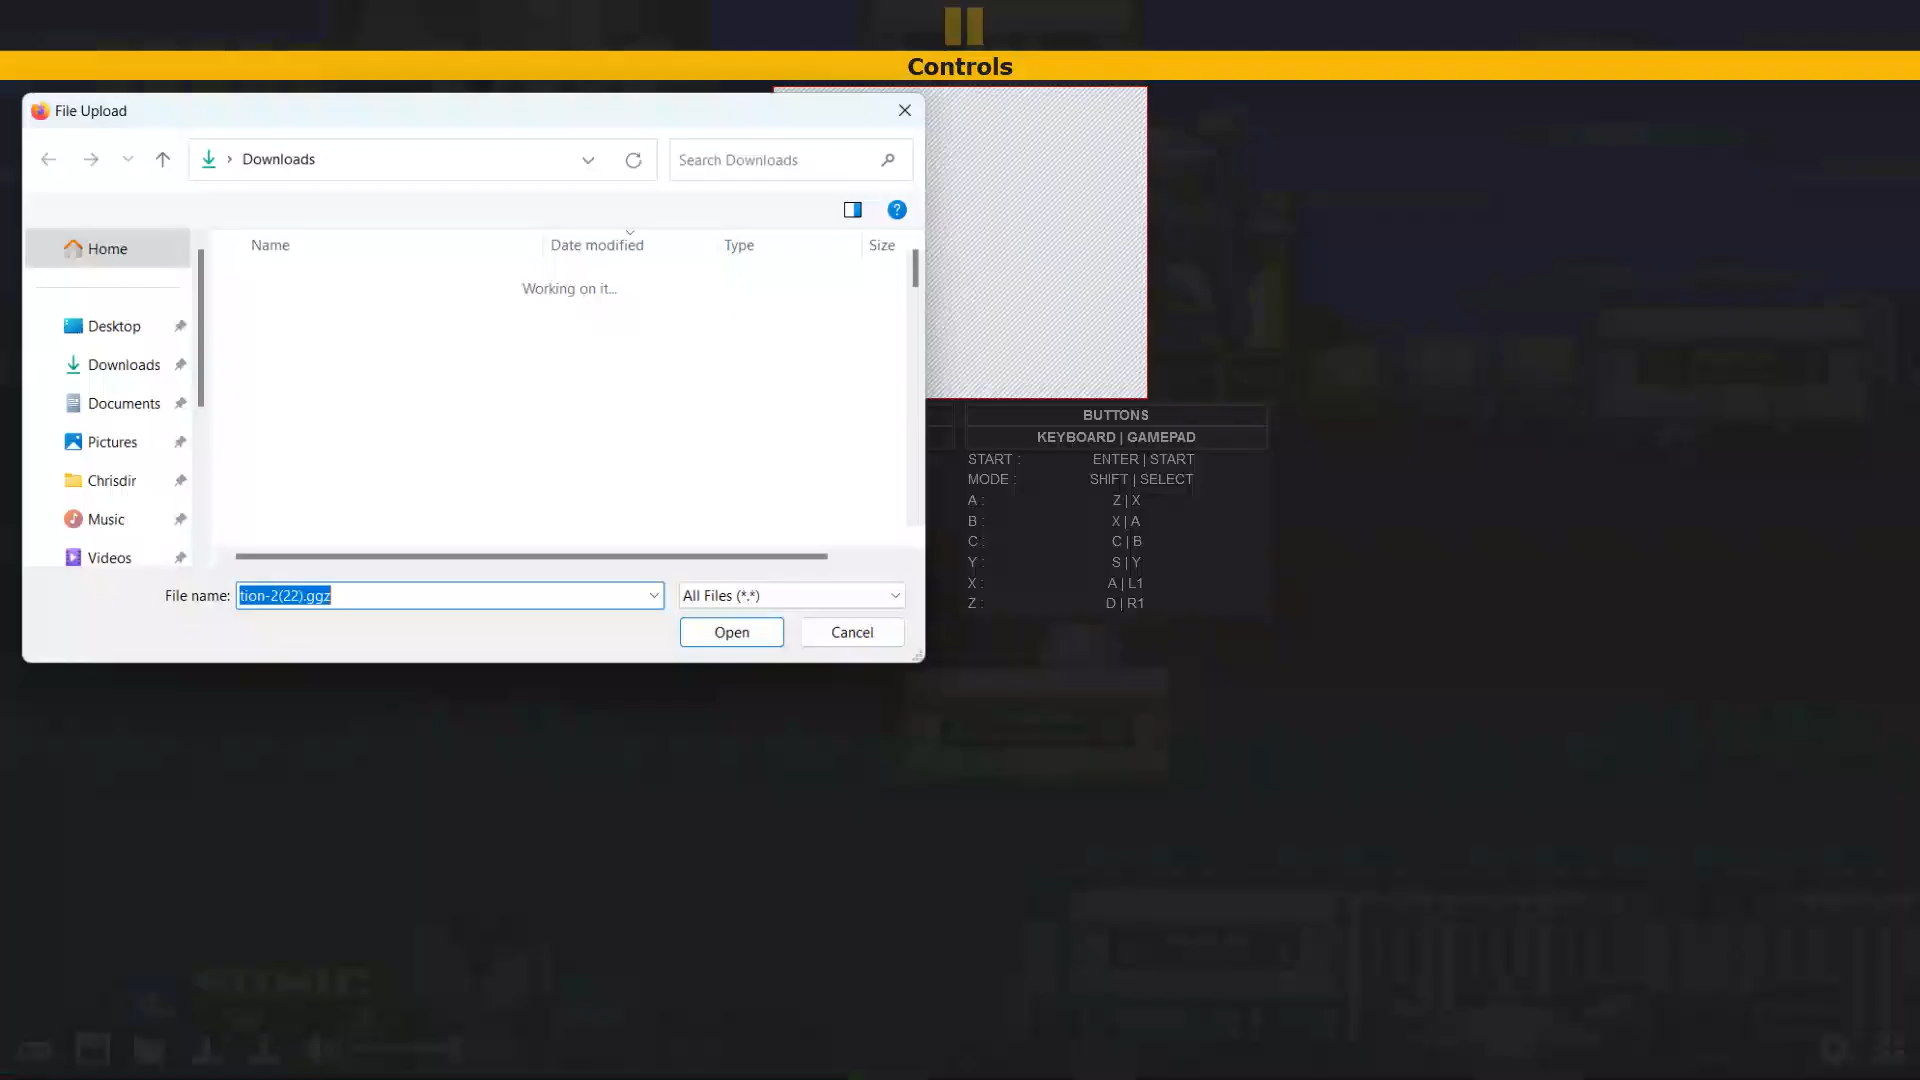 Controls
File Upload
Downloads
Search Downloads
Name
Date modified
Type
Size
Home
Working on it...
Desktop
Downloads
Documents
Pictures
Chrisdir
Music
Videos
File name:
tion-2(22).ggz
All Files (*.*)
Open
Cancel
BUTTONS
KEYBOARD | GAMEPAD
START : ENTER | START
MODE : SHIFT | SELECT
A : Z | X
B : X | A
C : C | B
Y : S | Y
X : A | L1
Z : D | R1
SONIC